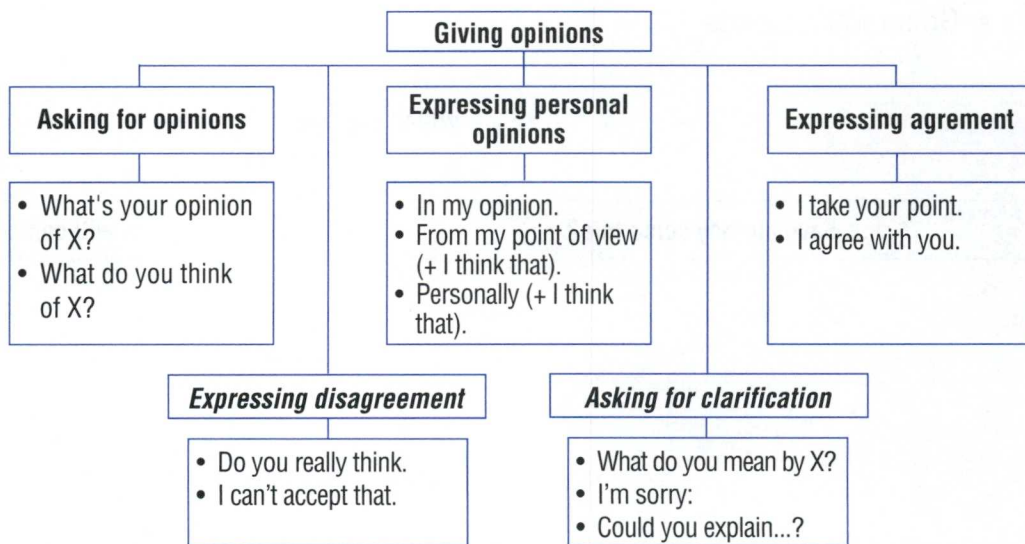 Giving opinions
Asking for opinions
• What's your opinion
of X?
• What do you think
of X?
Expressing personal
opinions
• In my opinion.
• From my point of view
(+ I think that).
• Personally (+ I think
that).
Expressing agrement
• I take your point.
• I agree with you.
Expressing disagreement
• Do you really think.
• I can't accept that.
Asking for clarification
• What do you mean by X?
• I'm sorry:
• Could you explain...?